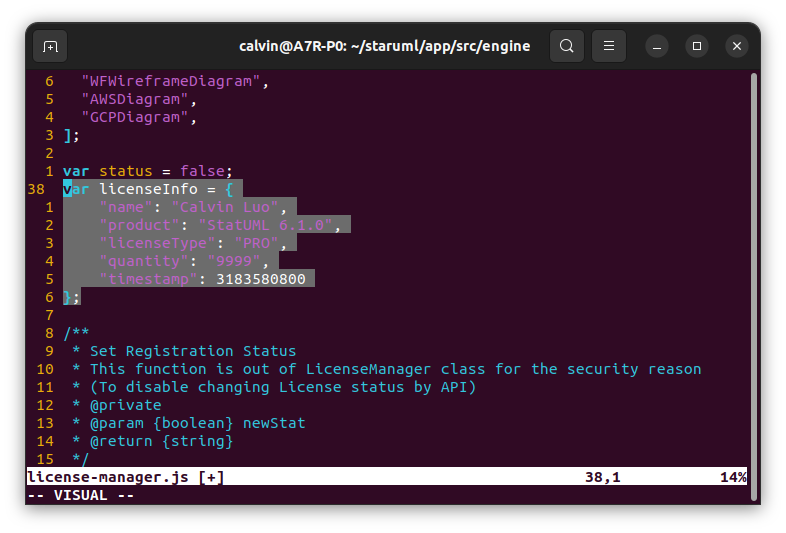 calvin@A7R-P0: ~/staruml/app/src/engine
6 "WFWireframeDiagram",
5 "AWSDiagram",
4 "GCPDiagram",
3 ];
2
1 var status = false;
38 var licenseInfo = {
1 "name": "Calvin Luo",
2 "product": "StatUML 6.1.0",
3 "licenseType": "PRO",
4 "quantity": "9999",
5 "timestamp": 3183580800
6 };
7
8 /**
9 * Set Registration Status
10 * This function is out of LicenseManager class for the security reason
11 * (To disable changing License status by API)
12 * @private
13 * @param {boolean} newStat
14 * @return {string}
15 */
license-manager.js [+] 38,1 14%
-- VISUAL --